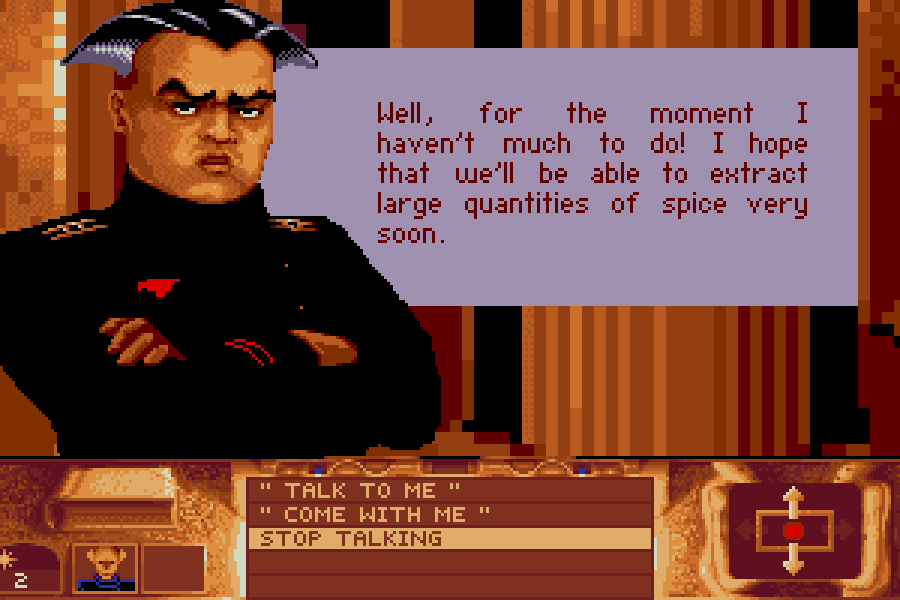 Well, for the moment I
haven't much to do! I hope
that we'll be able to extract
large quantities of spice very
soon.
" TALK TO ME "
" COME WITH ME "
STOP TALKING
2